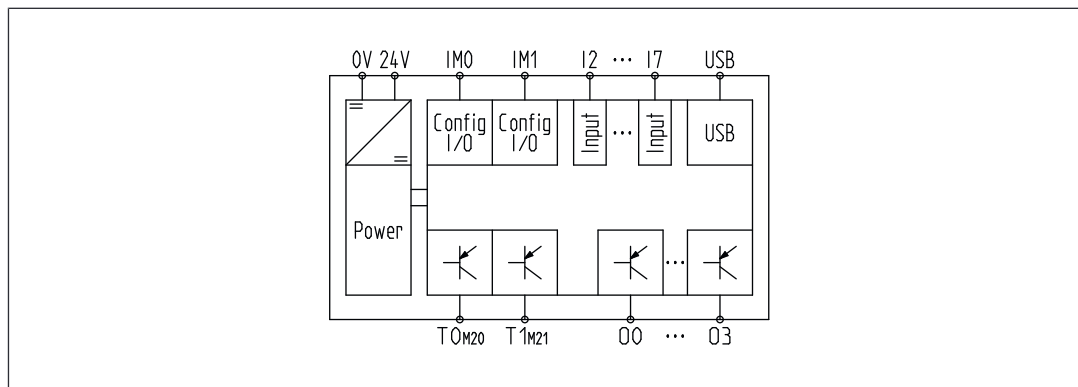 0V 24V IM0 IM1 I2 ··· I7 USB
Config I/O Config I/O Input ··· Input USB
Power
T0M20 T1M21 O0 ··· O3